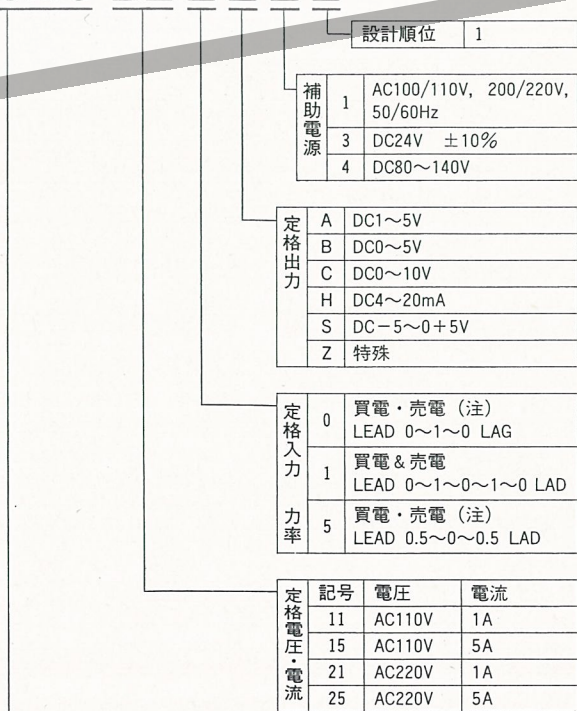 設計順位 1
補助電源
1 AC100/110V, 200/220V,
50/60Hz
3 DC24V ±10%
4 DC80～140V
定格出力
A DC1～5V
B DC0～5V
C DC0～10V
H DC4～20mA
S DC－5～0＋5V
Z 特殊
定格入力 力率
0 買電・売電（注）
LEAD 0～1～0 LAG
1 買電＆売電
LEAD 0～1～0～1～0 LAD
5 買電・売電（注）
LEAD 0.5～0～0.5 LAD
定格電圧・電流
記号 電圧 電流
11 AC110V 1A
15 AC110V 5A
21 AC220V 1A
25 AC220V 5A